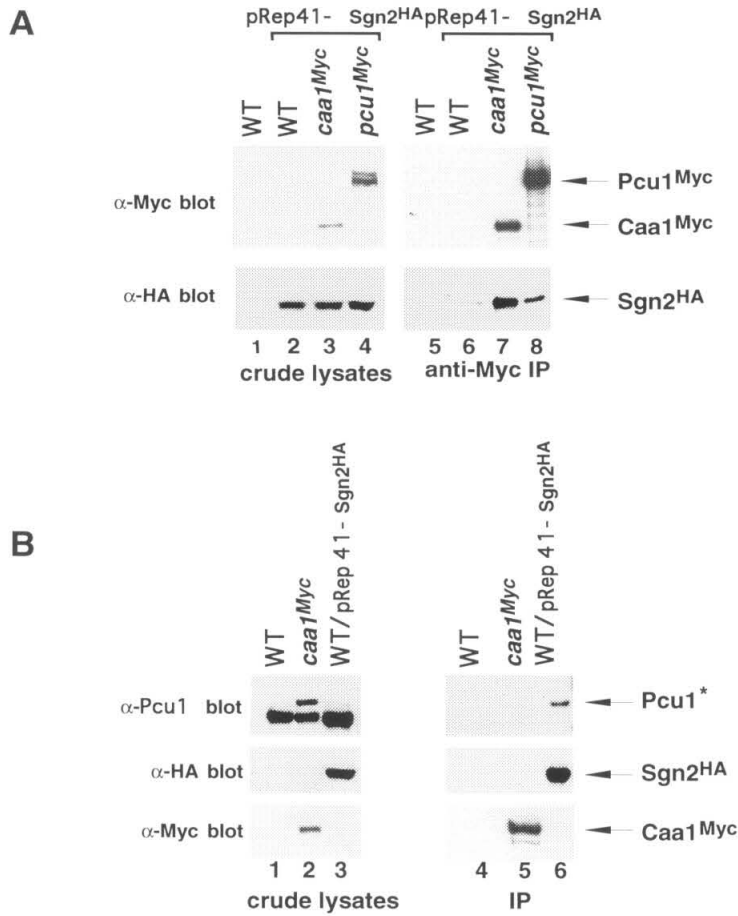 A
pRep41- Sgn2HA pRep41- Sgn2HA
WT WT caa1Myc pcu1Myc WT WT caa1Myc pcu1Myc
Pcu1Myc
α-Myc blot
Caa1Myc
α-HA blot
Sgn2HA
1 2 3 4 5 6 7 8
crude lysates anti-Myc IP
B
WT caa1Myc WT/pRep 41- Sgn2HA WT caa1Myc WT/pRep 41- Sgn2HA
α-Pcu1 blot Pcu1*
α-HA blot Sgn2HA
α-Myc blot Caa1Myc
1 2 3 4 5 6
crude lysates IP